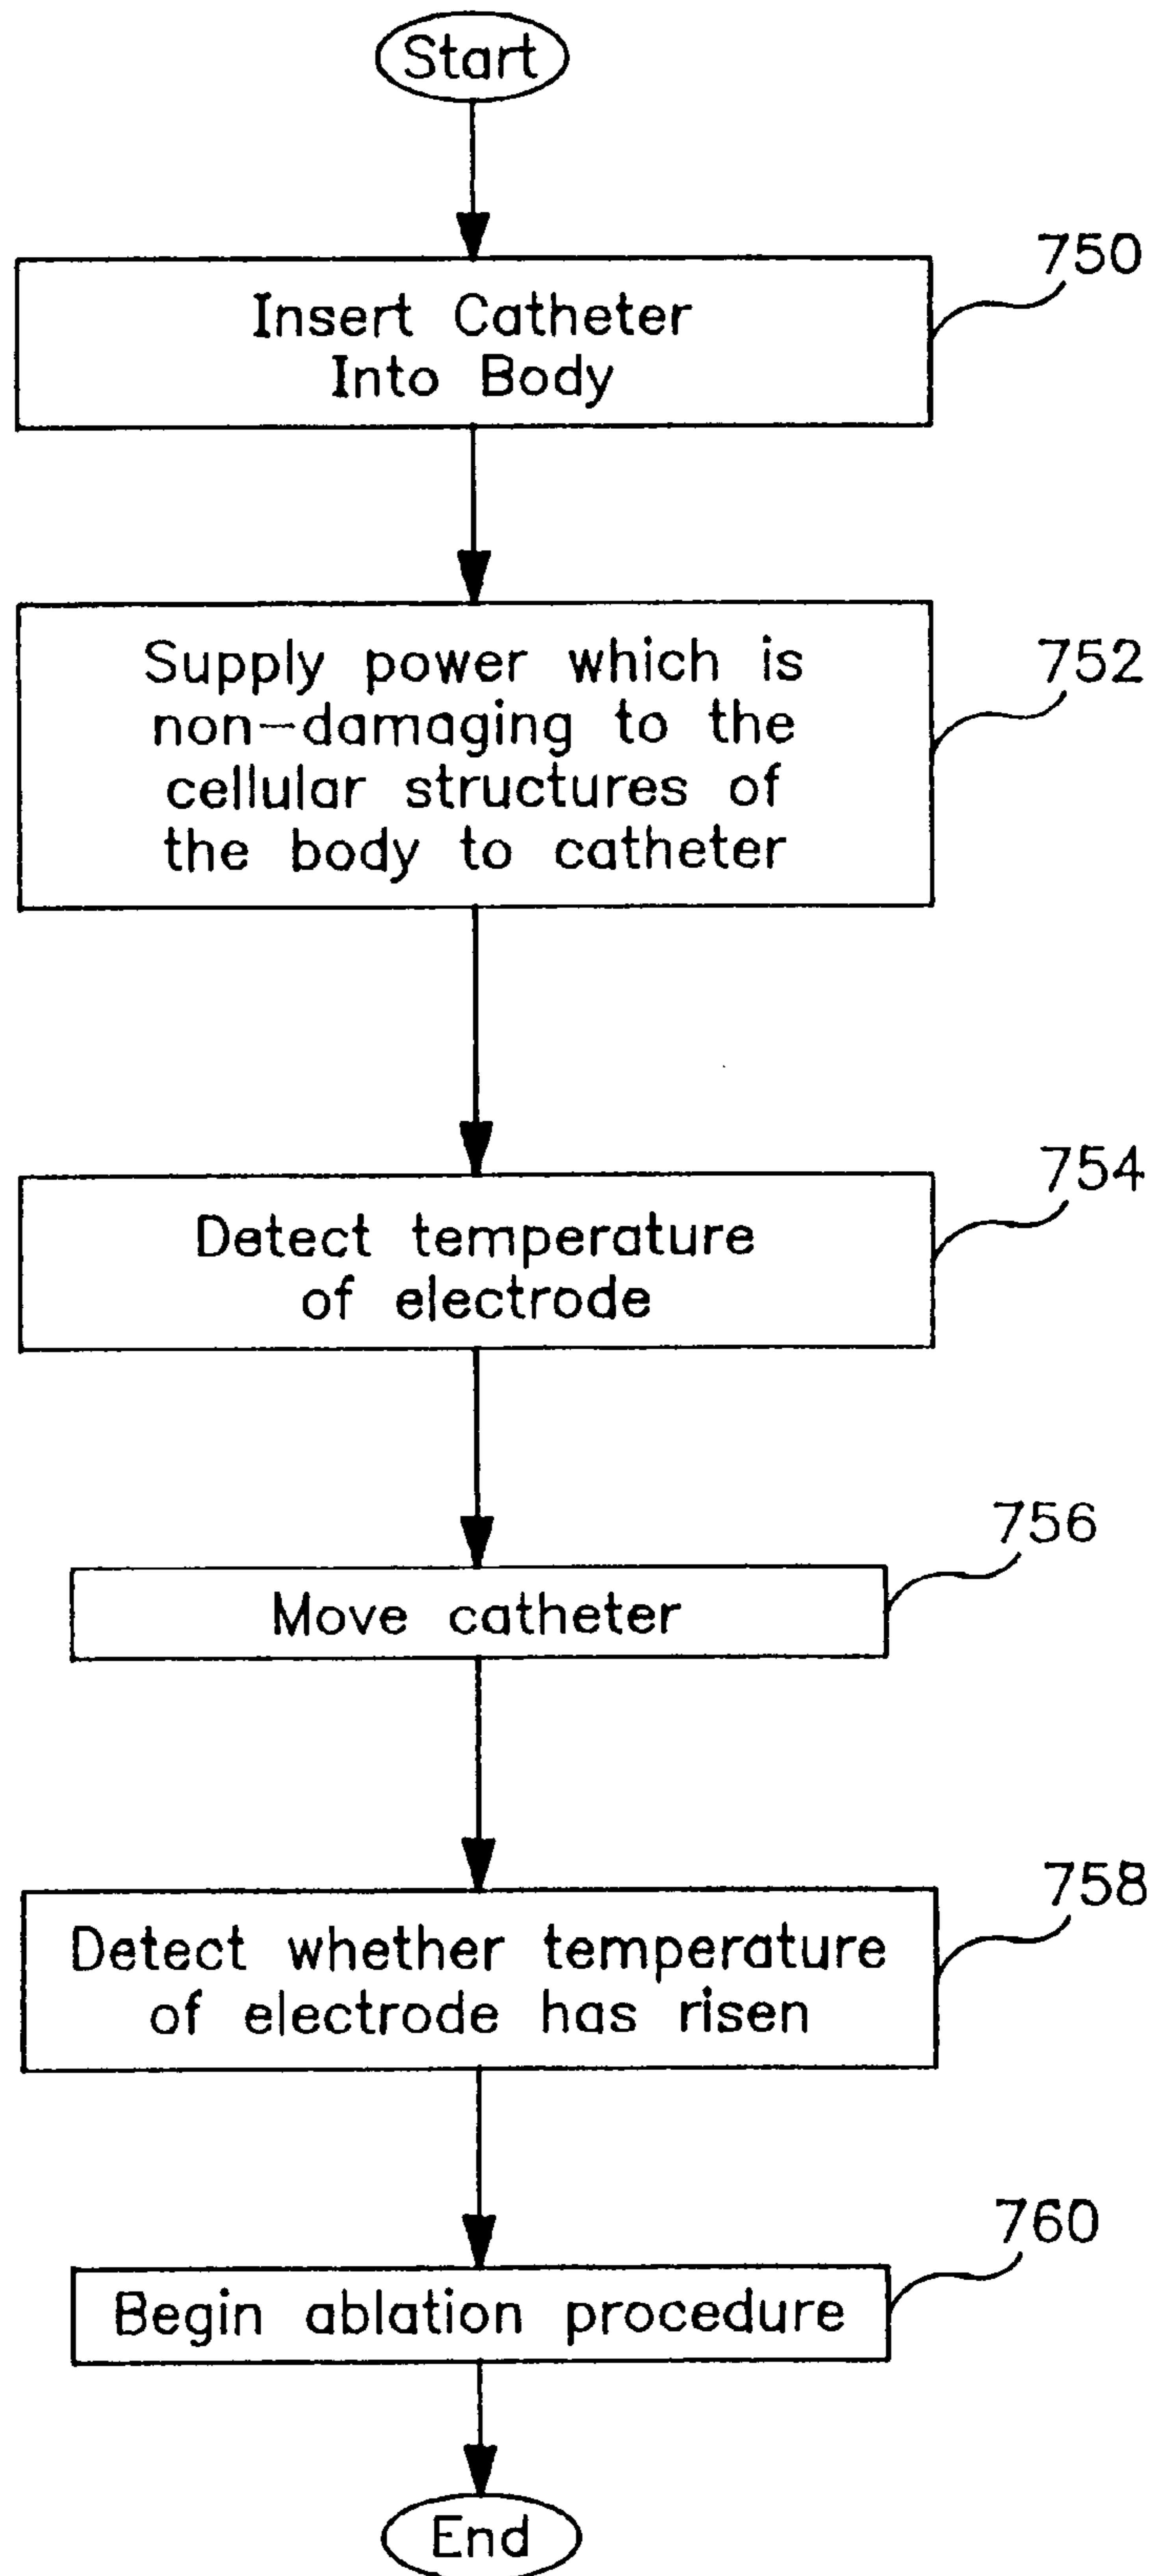 Start
750
Insert Catheter
Into Body
752
Supply power which is
non-damaging to the
cellular structures of
the body to catheter
754
Detect temperature
of electrode
756
Move catheter
758
Detect whether temperature
of electrode has risen
760
Begin ablation procedure
End